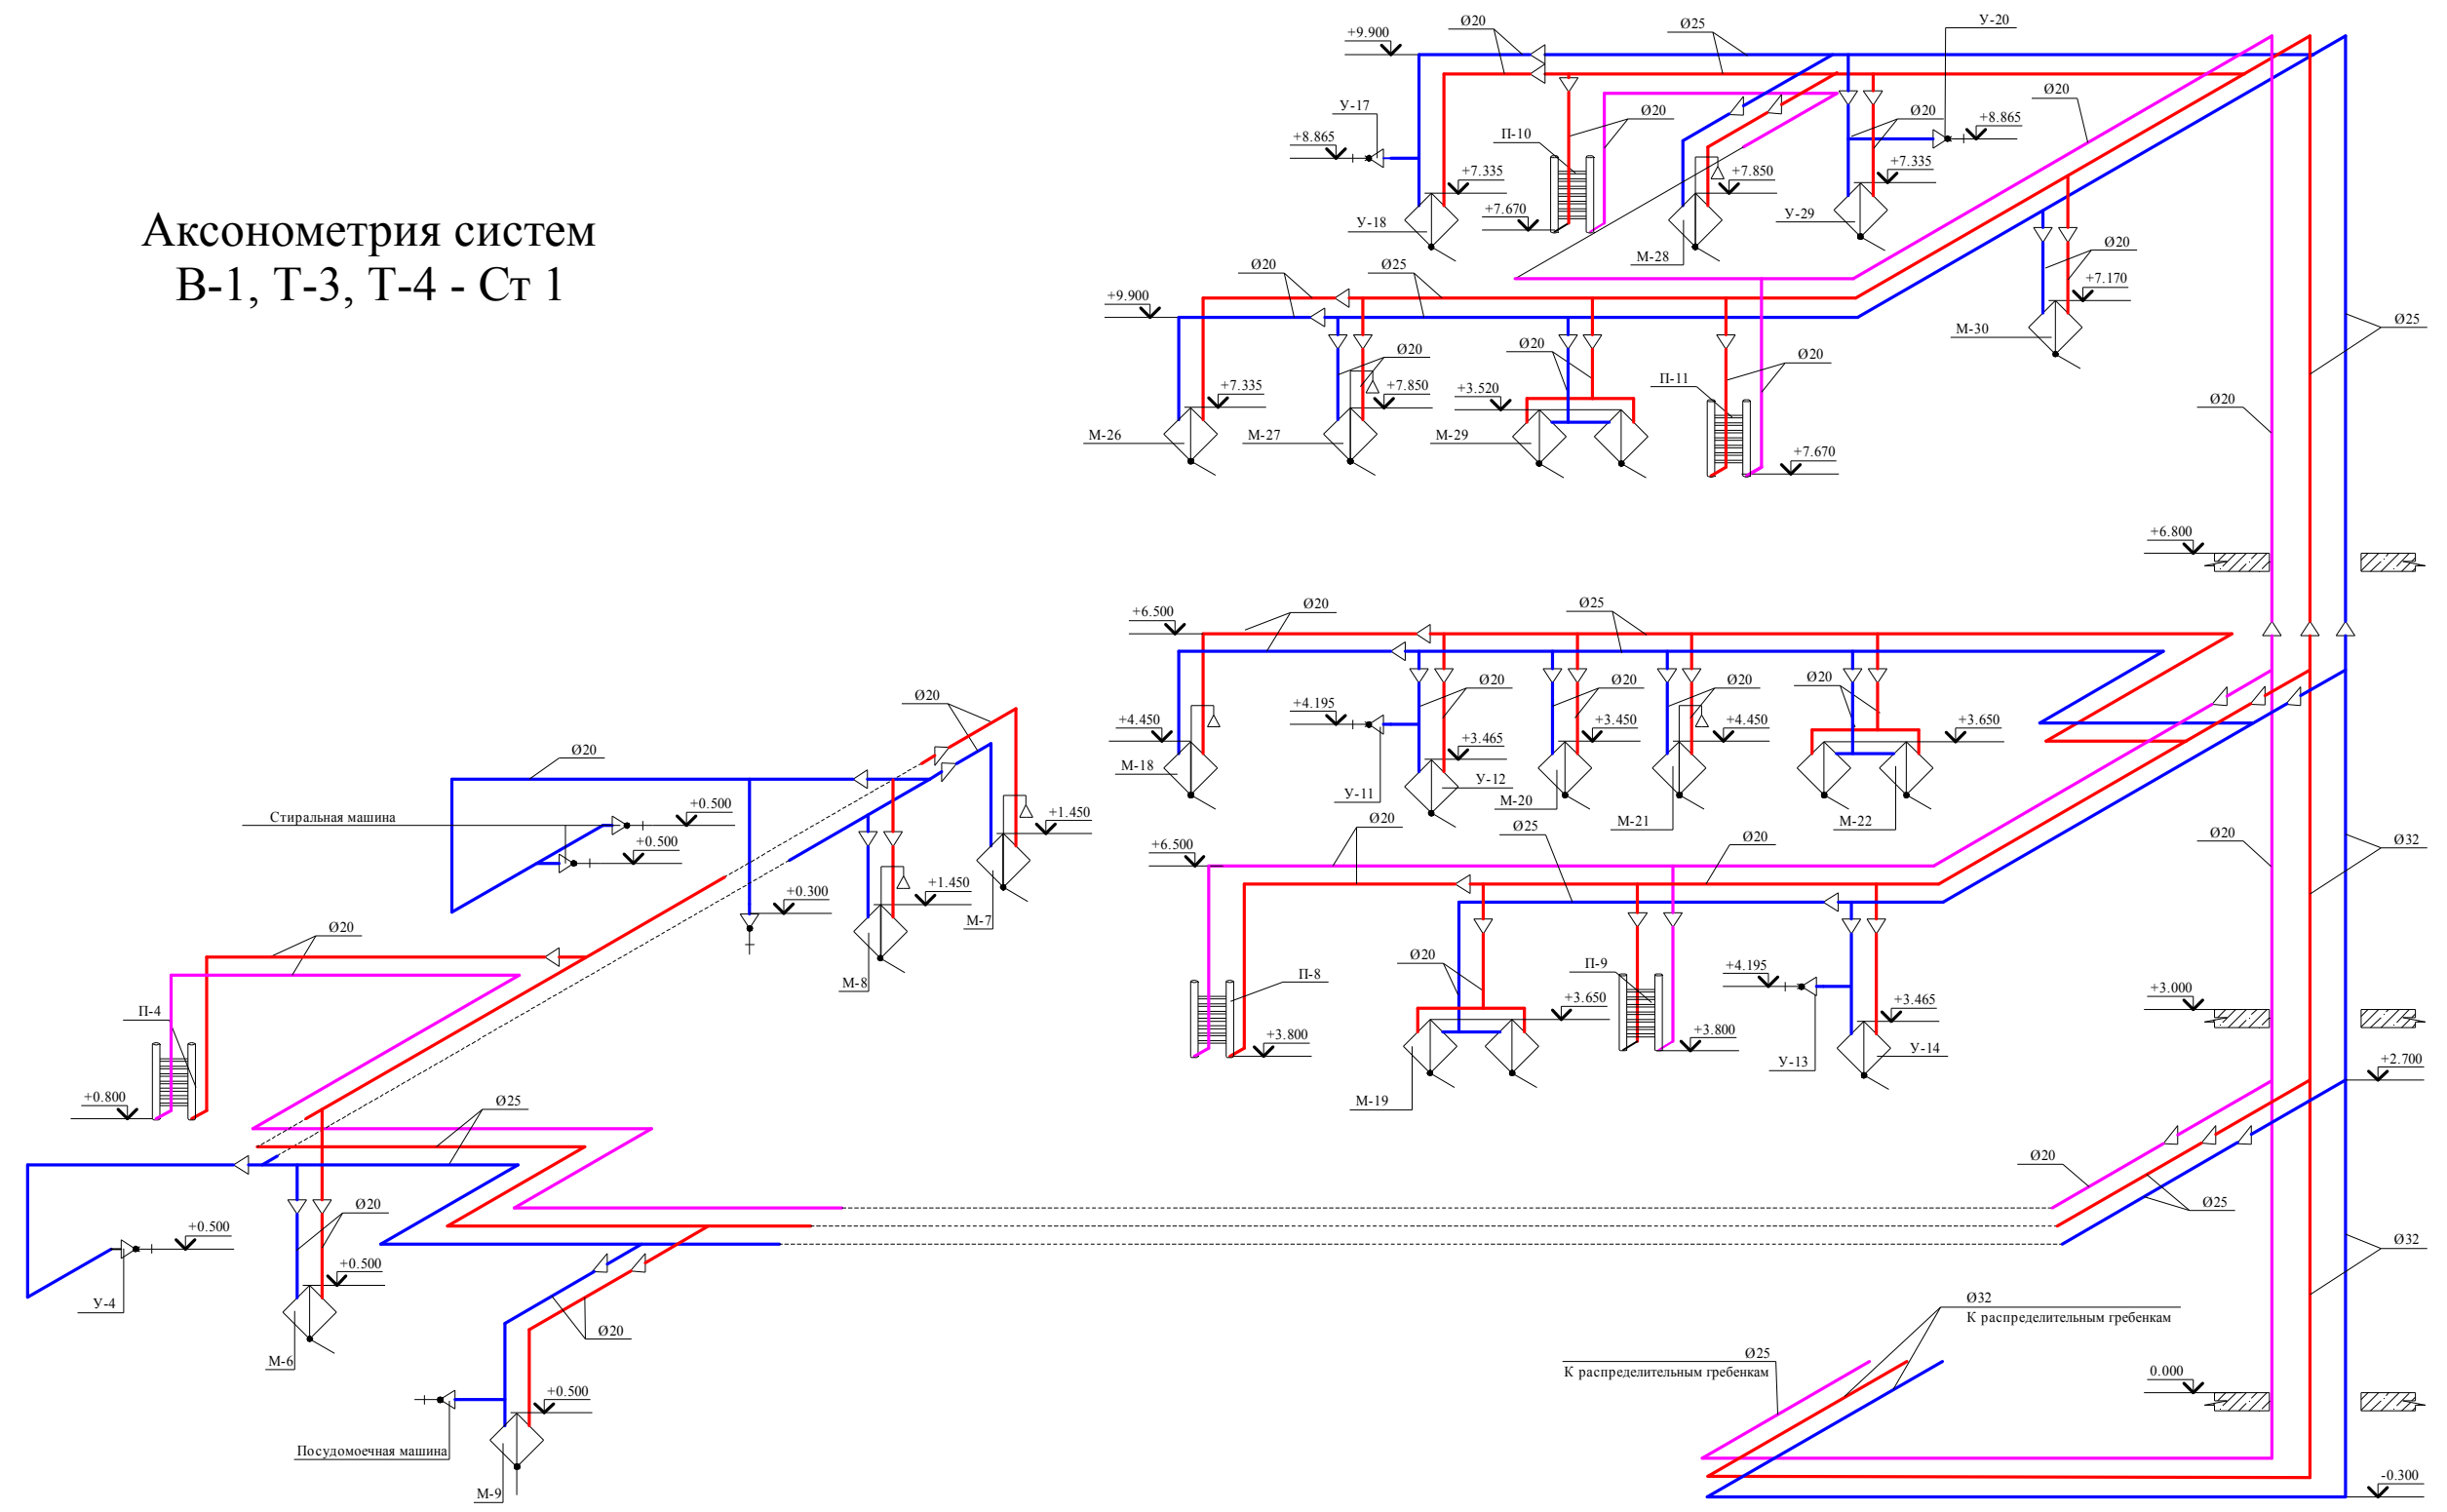 Аксонометрия систем
В-1, Т-3, Т-4 - Ст 1
+9.900
Ø20
Ø25
У-20
У-17
+8.865
П-10
Ø20
Ø20
+8.865
Ø20
+7.335
+7.850
+7.335
+7.670
У-18
М-28
У-29
Ø20
+7.170
М-30
Ø25
+9.900
Ø20
Ø25
Ø20
Ø20
Ø20
+7.335
+7.850
+3.520
П-11
М-26
М-27
М-29
+7.670
Ø20
+6.800
+6.500
Ø20
Ø25
Ø20
Ø20
Ø20
Ø20
+4.450
+4.195
+3.465
+3.450
+4.450
+3.650
М-18
У-11
У-12
М-20
М-21
М-22
Ø20
Ø32
+6.500
Ø20
Ø25
Ø20
П-8
Ø20
П-9
+4.195
+3.800
+3.650
+3.800
+3.465
М-19
У-13
У-14
+3.000
+2.700
Ø20
Ø20
Стиральная машина
+0.500
+0.500
+1.450
+0.300
+1.450
М-7
М-8
Ø20
П-4
+0.800
Ø25
Ø20
+0.500
+0.500
У-4
М-6
Ø20
+0.500
Посудомоечная машина
М-9
Ø20
Ø25
Ø32
Ø32
К распределительным гребенкам
Ø25
К распределительным гребенкам
0.000
-0.300